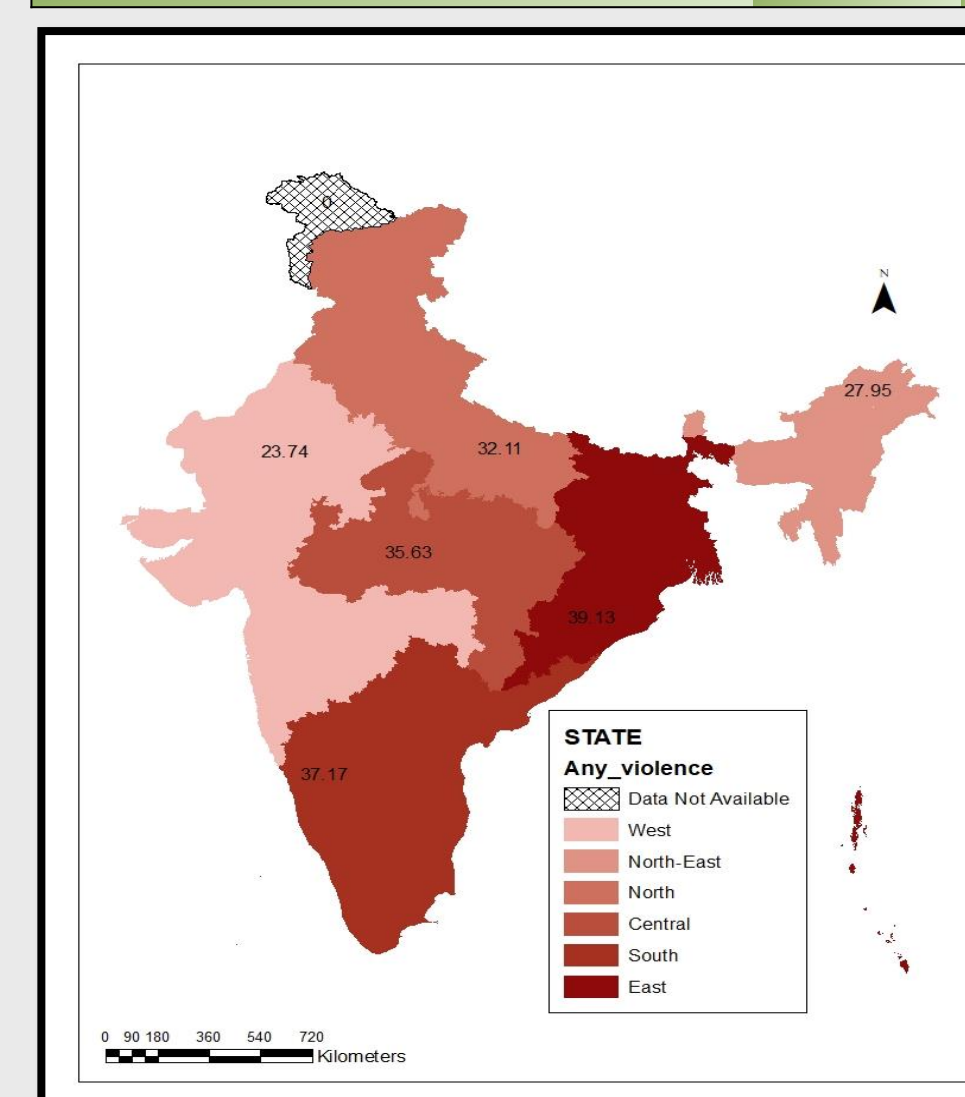 0
N
27.95
23.74
32.11
35.63
39.13
37.17
STATE
Any_violence
Data Not Available
West
North-East
North
Central
South
East
0 90 180 360 540 720
Kilometers